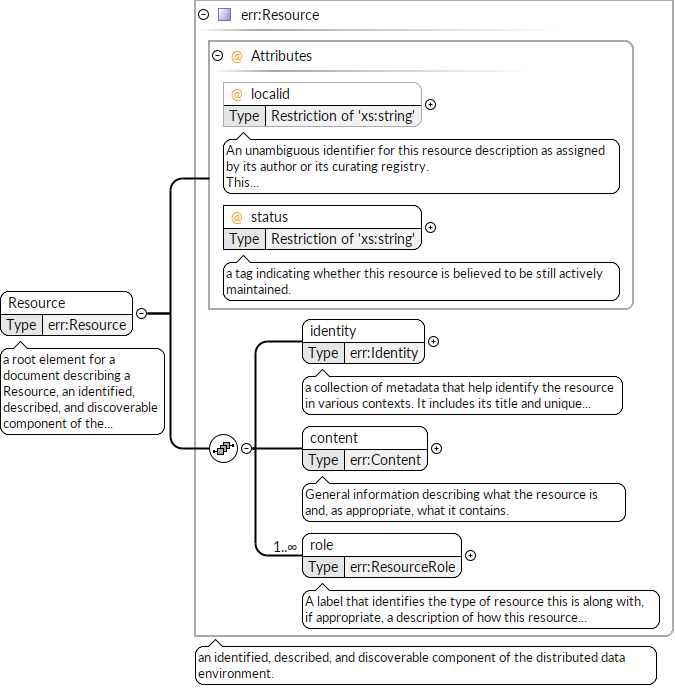 err:Resource
@ Attributes
@ localid
Type Restriction of 'xs:string'
An unambiguous identifier for this resource description as assigned
by its author or its curating registry.
This...
@ status
Type Restriction of 'xs:string'
a tag indicating whether this resource is believed to be still actively
maintained.
Resource
Type err:Resource
a root element for a
document describing a
Resource, an identified,
described, and discoverable
component of the...
identity
Type err:Identity
a collection of metadata that help identify the resource
in various contexts. It includes its title and unique...
content
Type err:Content
General information describing what the resource is
and, as appropriate, what it contains.
1..∞
role
Type err:ResourceRole
A label that identifies the type of resource this is along with,
if appropriate, a description of how this resource...
an identified, described, and discoverable component of the distributed data
environment.